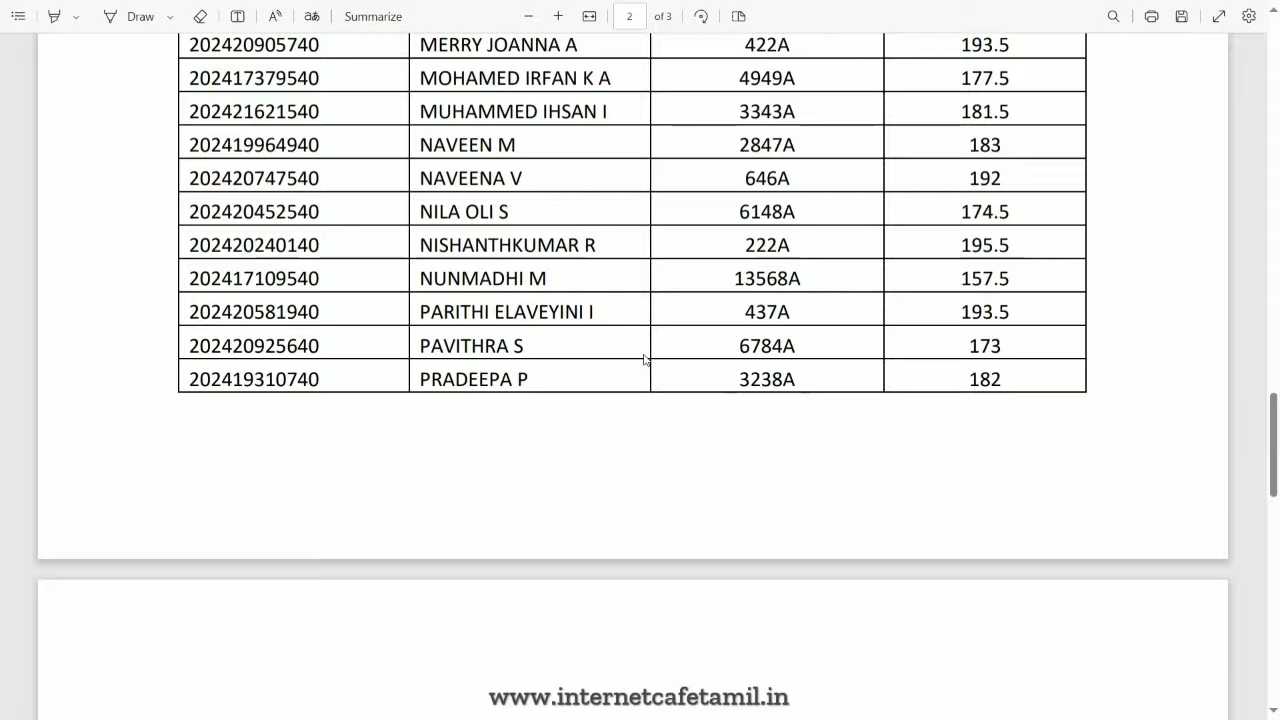 Draw Summarize 2 of 3
202420905740 MERRY JOANNA A 422A 193.5
202417379540 MOHAMED IRFAN K A 4949A 177.5
202421621540 MUHAMMED IHSAN I 3343A 181.5
202419964940 NAVEEN M 2847A 183
202420747540 NAVEENA V 646A 192
202420452540 NILA OLI S 6148A 174.5
202420240140 NISHANTHKUMAR R 222A 195.5
202417109540 NUNMADHI M 13568A 157.5
202420581940 PARITHI ELAVEYINI I 437A 193.5
202420925640 PAVITHRA S 6784A 173
202419310740 PRADEEPA P 3238A 182
www.internetcafetamil.in